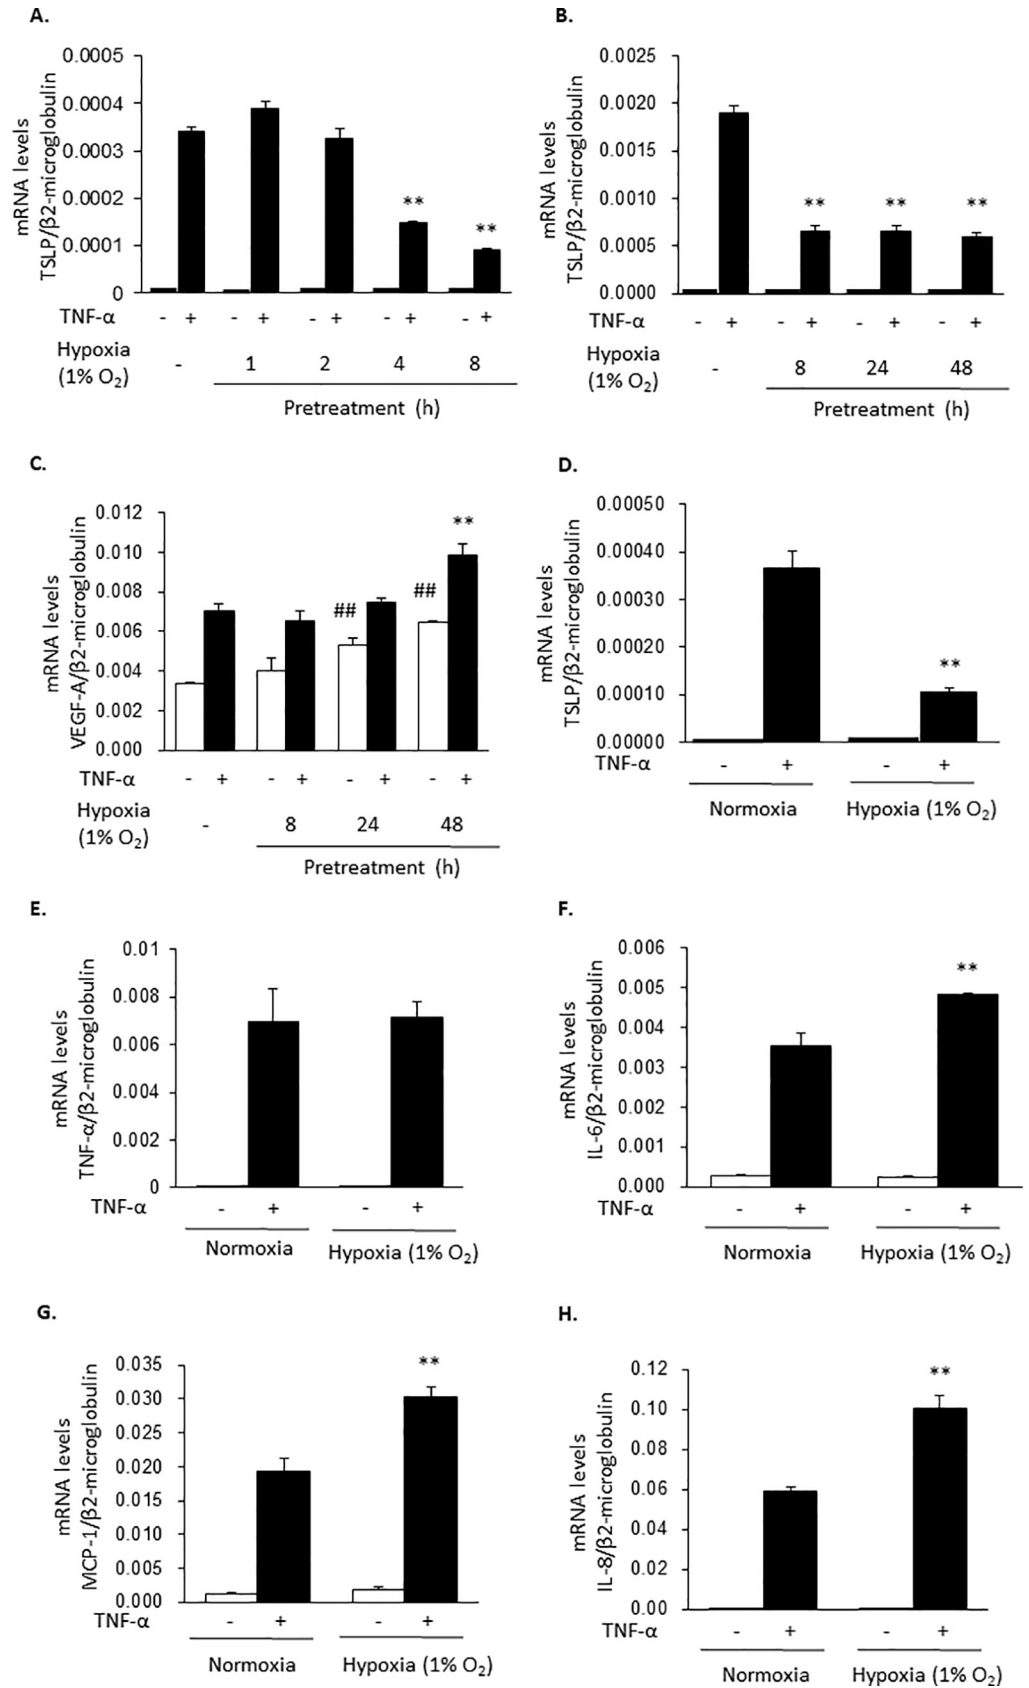 A.
mRNA levels
TSLP/β2-microglobulin
0.0005
0.0004
0.0003
0.0002
0.0001
0
**
**
TNF-α - + - + - + - + - +
Hypoxia
(1% O₂)
- 1 2 4 8
Pretreatment (h)
B.
mRNA levels
TSLP/β2-microglobulin
0.0025
0.0020
0.0015
0.0010
0.0005
0.0000
** ** **
TNF-α - + - + - + - +
Hypoxia
(1% O₂)
- 8 24 48
Pretreatment (h)
C.
mRNA levels
VEGF-A/β2-microglobulin
0.012
0.010
0.008
0.006
0.004
0.002
0.000
**
##
##
TNF-α - + - + - + - +
Hypoxia
(1% O₂)
- 8 24 48
Pretreatment (h)
D.
mRNA levels
TSLP/β2-microglobulin
0.00050
0.00040
0.00030
0.00020
0.00010
0.00000
**
TNF-α - + - +
Normoxia Hypoxia (1% O₂)
E.
mRNA levels
TNF-α/β2-microglobulin
0.01
0.008
0.006
0.004
0.002
0
TNF-α - + - +
Normoxia Hypoxia (1% O₂)
F.
mRNA levels
IL-6/β2-microglobulin
0.006
0.005
0.004
0.003
0.002
0.001
0.000
**
TNF-α - + - +
Normoxia Hypoxia (1% O₂)
G.
mRNA levels
MCP-1/β2-microglobulin
0.035
0.030
0.025
0.020
0.015
0.010
0.005
0.000
**
TNF-α - + - +
Normoxia Hypoxia (1% O₂)
H.
mRNA levels
IL-8/β2-microglobulin
0.12
0.10
0.08
0.06
0.04
0.02
0.00
**
TNF-α - + - +
Normoxia Hypoxia (1% O₂)